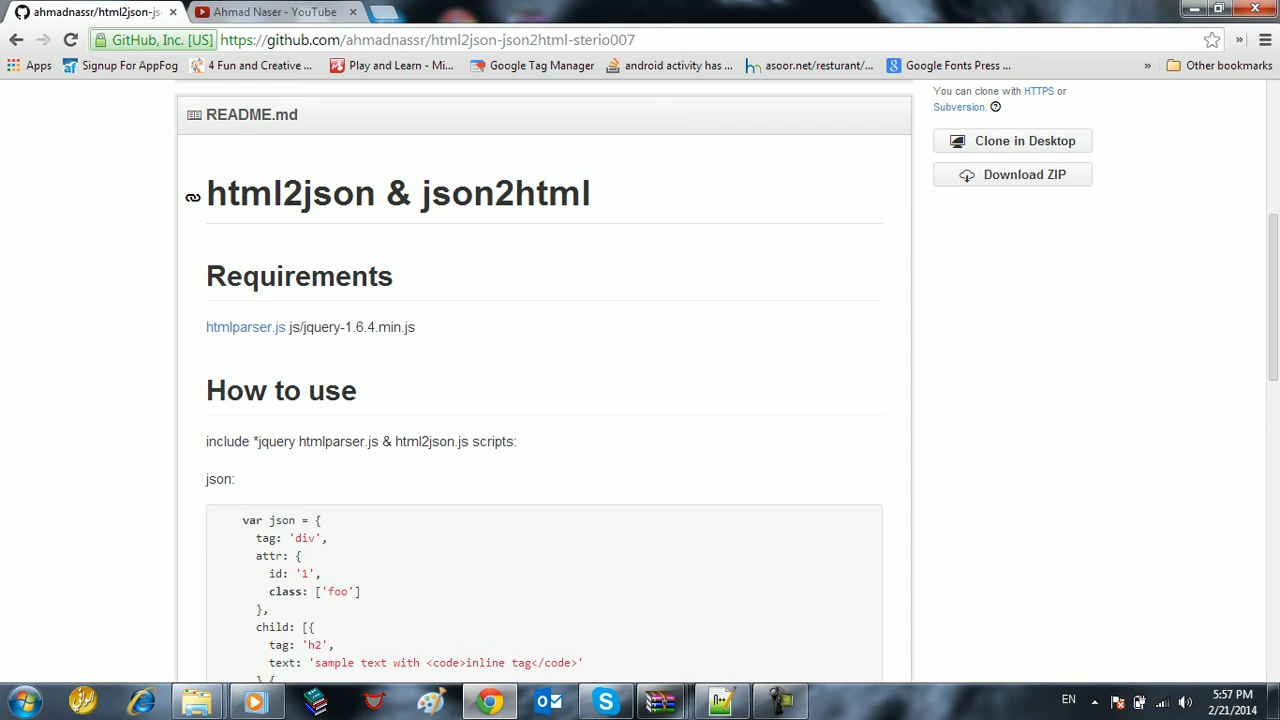 ahmadnassr/html2json-js
Ahmad Naser - YouTube
GitHub, Inc. [US]
https://github.com/ahmadnassr/html2json-json2html-sterio007
Apps
Signup For AppFog
4 Fun and Creative ...
Play and Learn - Mi...
Google Tag Manager
android activity has ...
asoor.net/resturant/...
Google Fonts Press ...
Other bookmarks
You can clone with HTTPS or
Subversion.
Clone in Desktop
Download ZIP
README.md
html2json & json2html
Requirements
htmlparser.js js/jquery-1.6.4.min.js
How to use
include *jquery htmlparser.js & html2json.js scripts:
json:
var json = {
tag: 'div',
attr: {
id: '1',
class: ['foo']
},
child: [{
tag: 'h2',
text: 'sample text with <code>inline tag</code>'
},{
EN
5:57 PM
2/21/2014